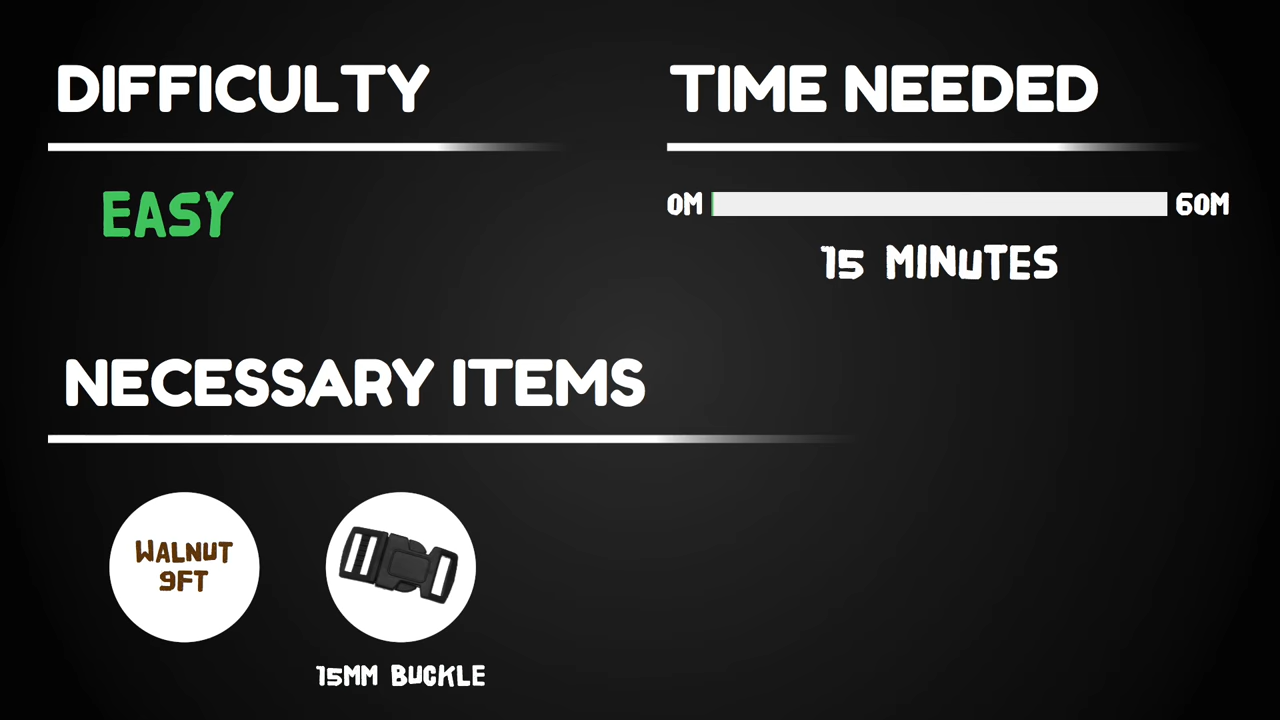 DIFFICULTY
EASY
TIME NEEDED
0M 60M
15 MINUTES
NECESSARY ITEMS
WALNUT
9FT
15MM BUCKLE